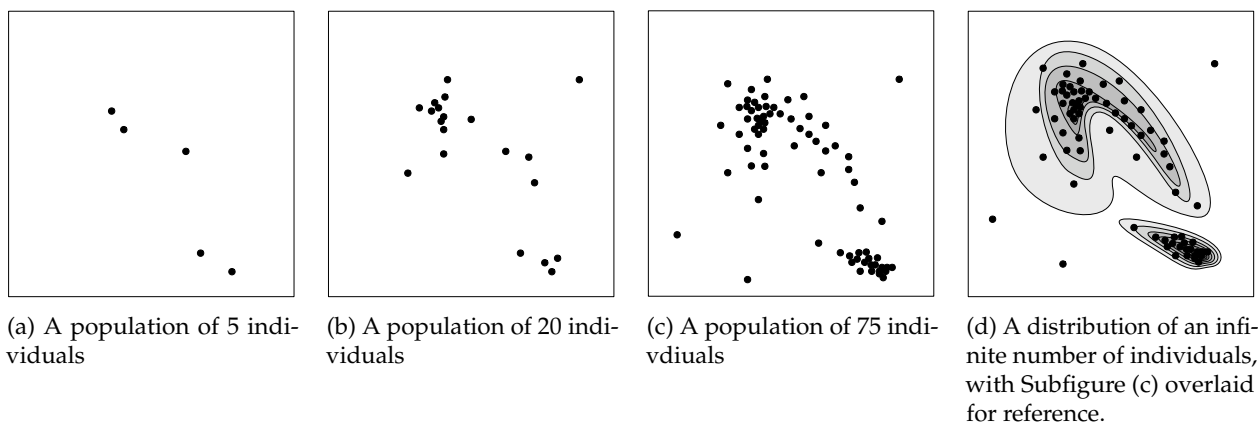 (a) A population of 5 indi-
viduals
(b) A population of 20 indi-
viduals
(c) A population of 75 indi-
vdiuals
(d) A distribution of an infi-
nite number of individuals,
with Subfigure (c) overlaid
for reference.